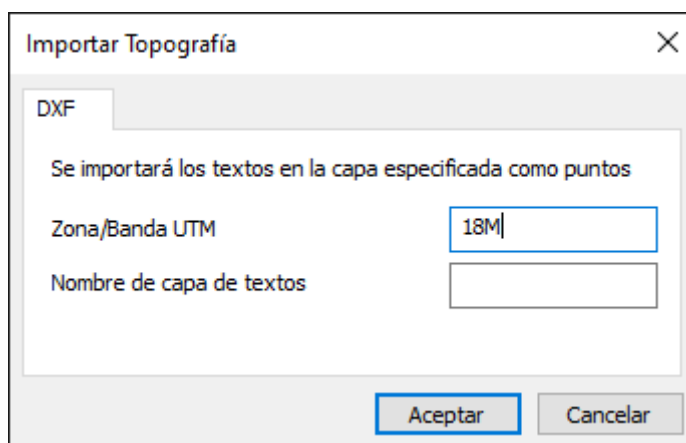 Importar Topografía
DXF
Se importará los textos en la capa especificada como puntos
Zona/Banda UTM
18M
Nombre de capa de textos
Aceptar
Cancelar